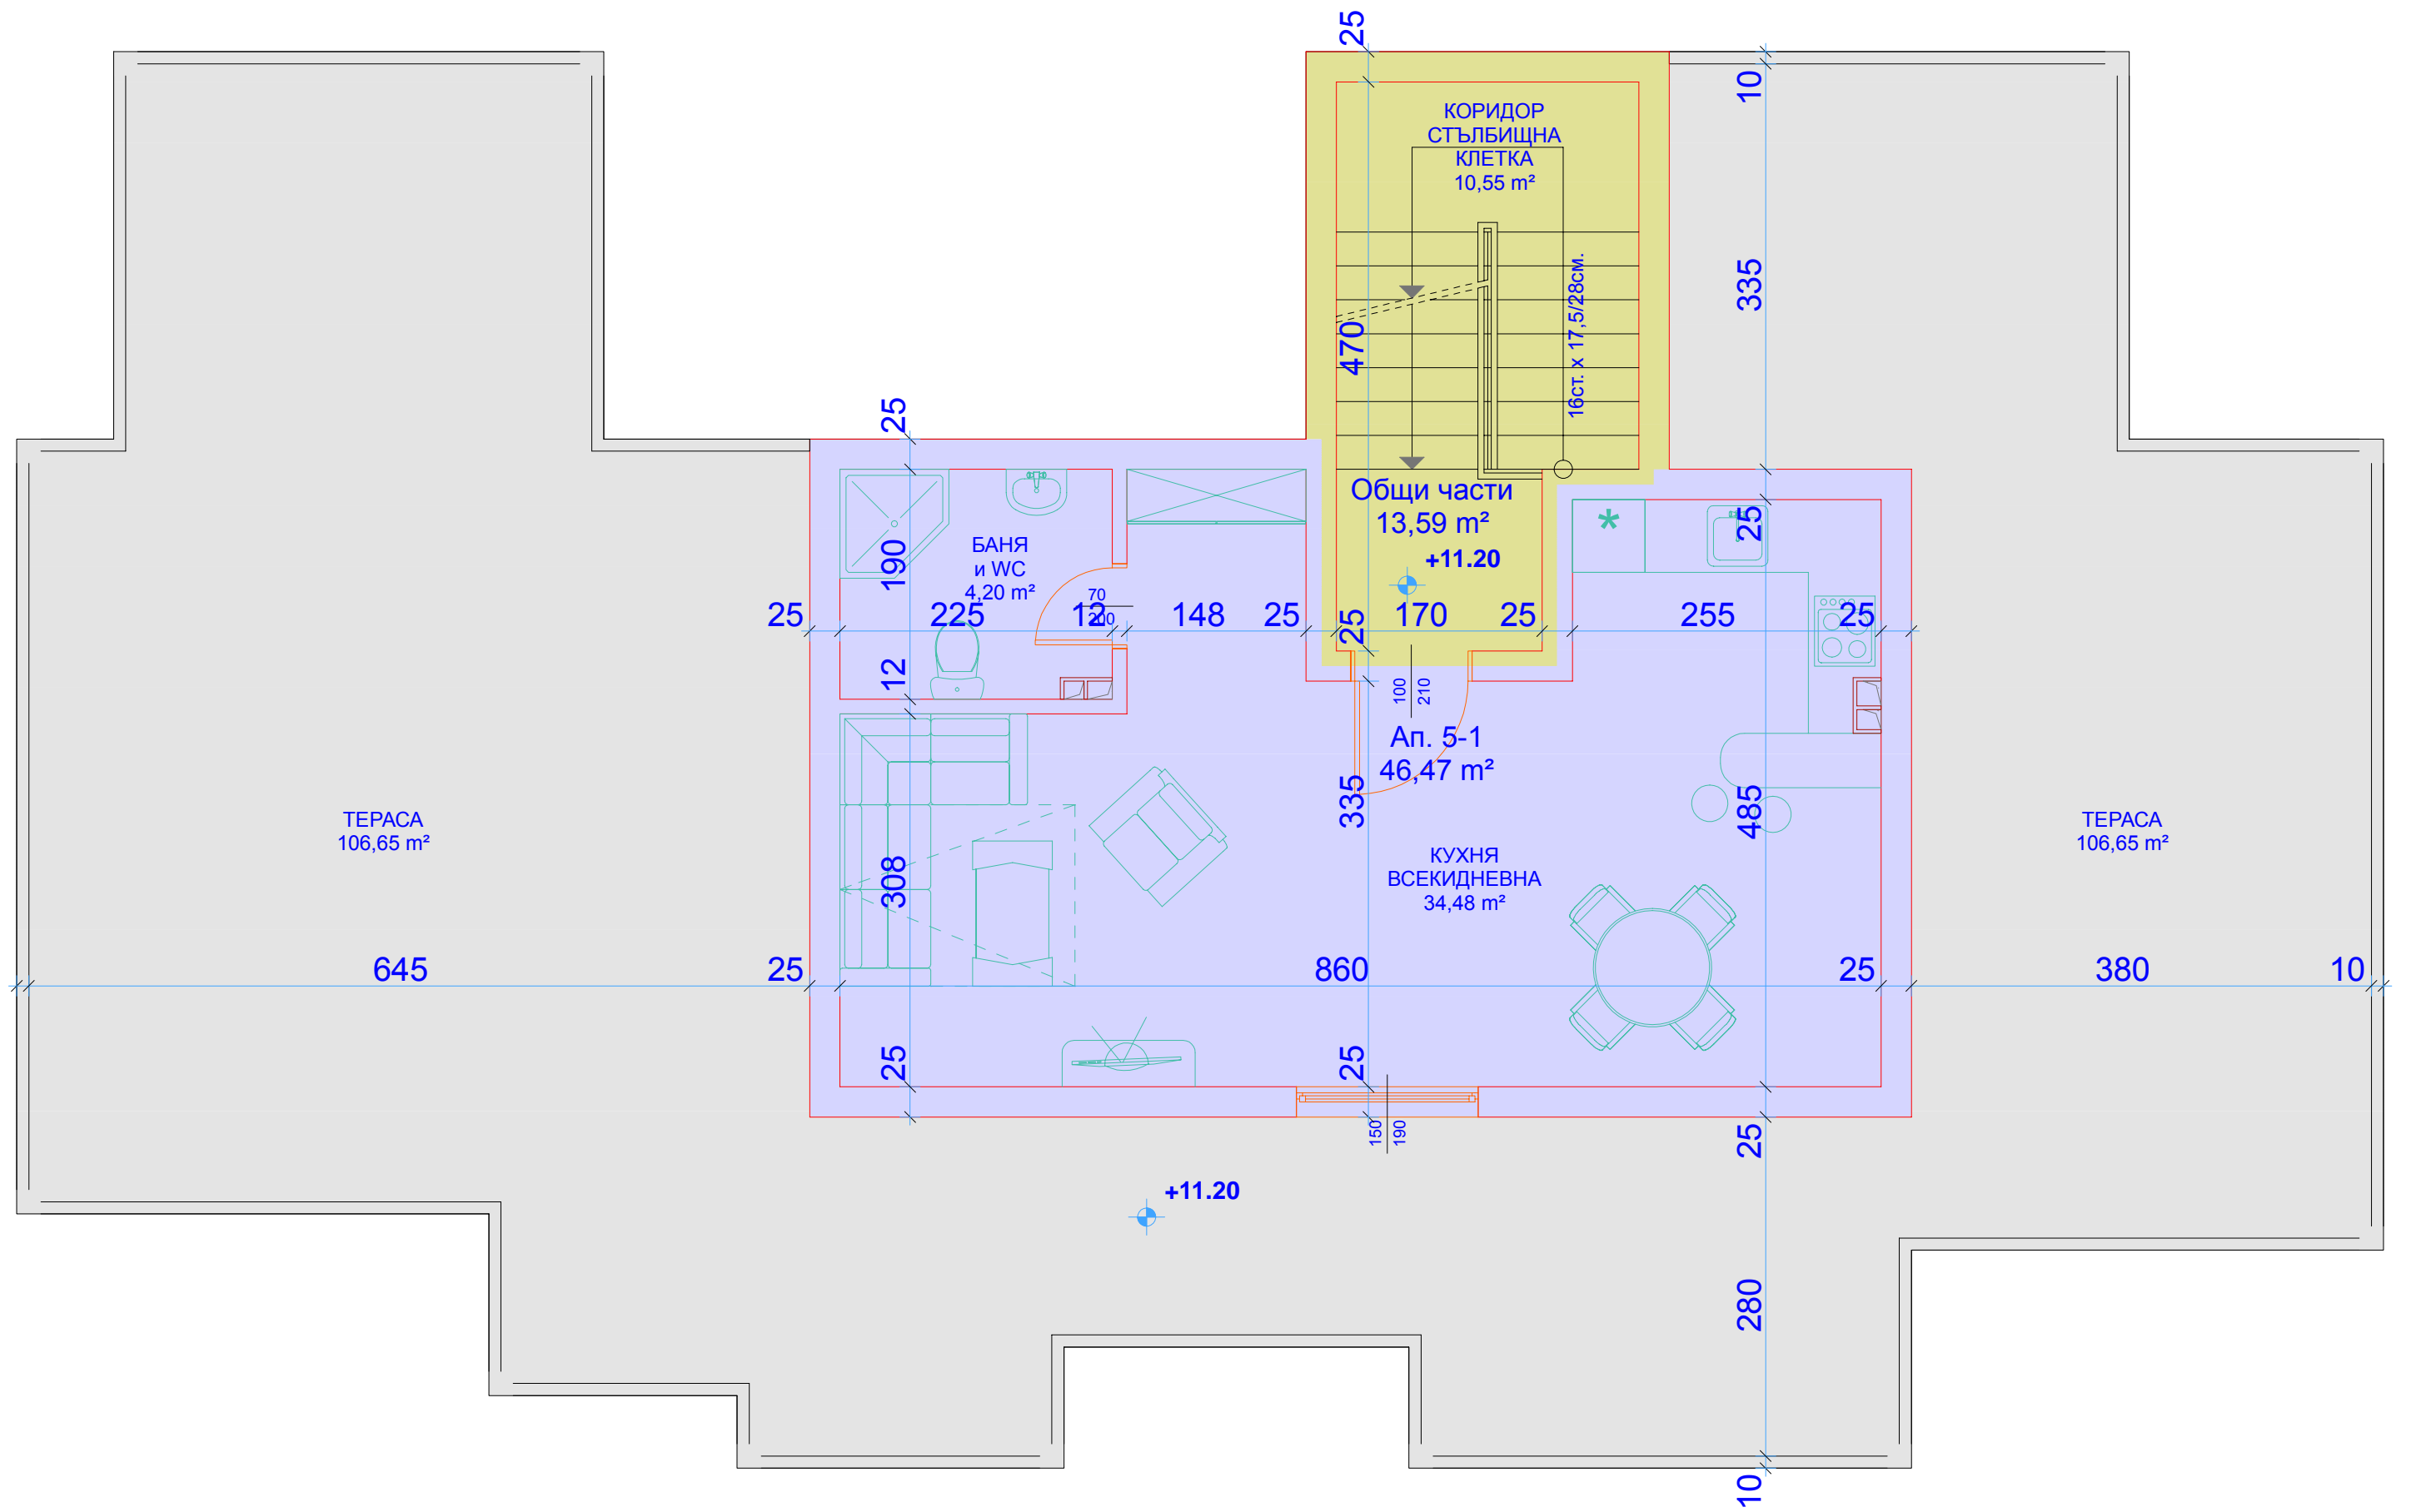 25
10
КОРИДОР
СТЪЛБИЩНА
КЛЕТКА
10,55 m²
335
16ст. x 17,5/28см.
470
25
Общи части
13,59 m²
+11.20
25
БАНЯ
и WC
4,20 m²
190
70
200
25
225
12
148
25
25
170
25
255
25
12
100
210
Ап. 5-1
46,47 m²
335
485
308
ТЕРАСА
106,65 m²
КУХНЯ
ВСЕКИДНЕВНА
34,48 m²
ТЕРАСА
106,65 m²
645
25
860
25
380
10
25
25
25
150
190
+11.20
280
10